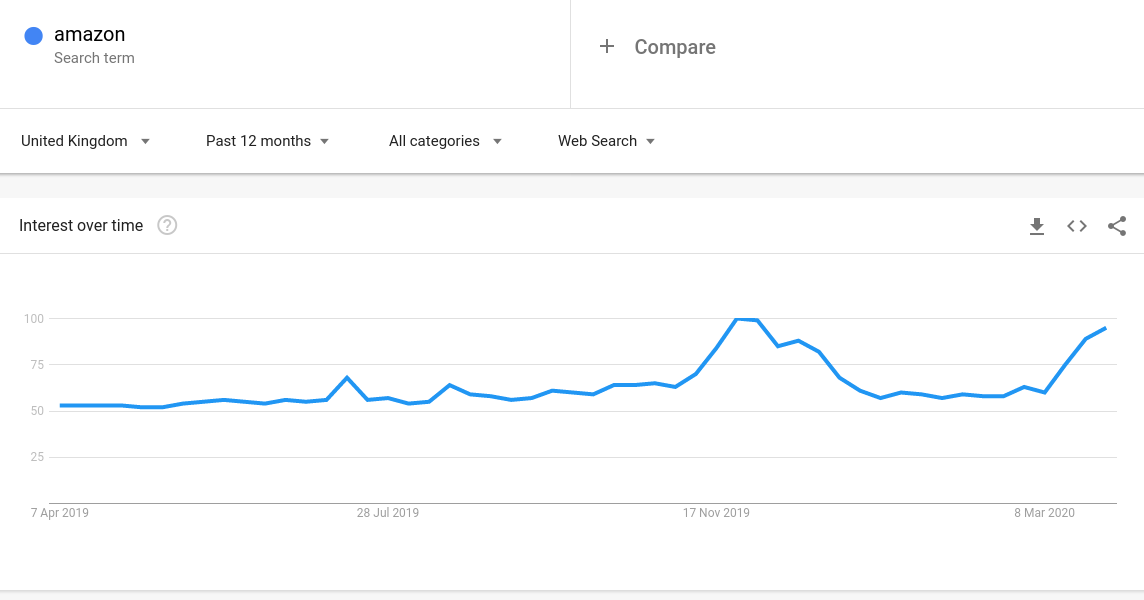 amazon
Search term
+ Compare
United Kingdom
Past 12 months
All categories
Web Search
Interest over time ?
100
75
50
25
7 Apr 2019
28 Jul 2019
17 Nov 2019
8 Mar 2020